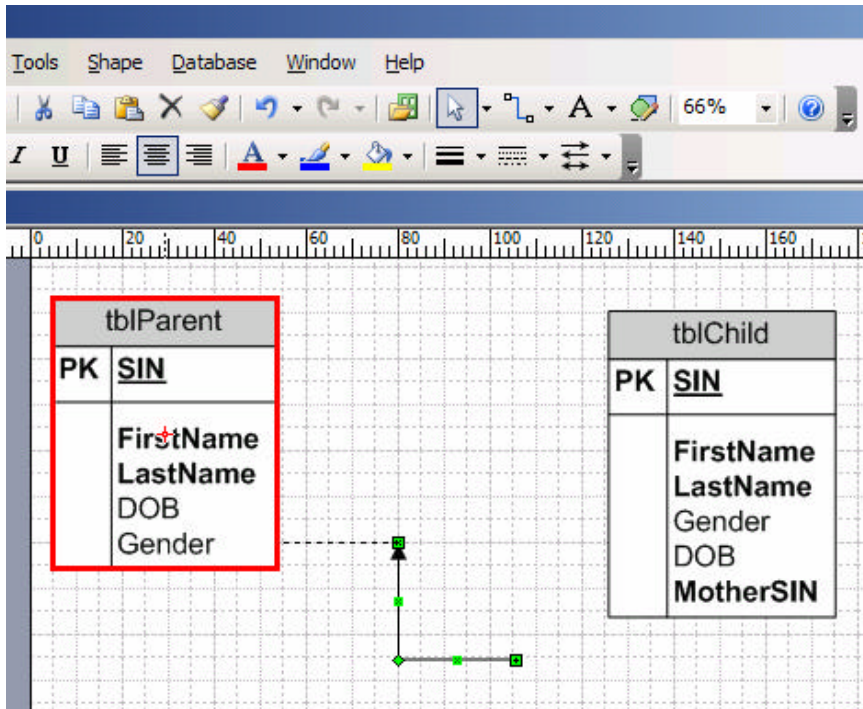 Tools Shape Database Window Help
A 66%
I U A
0 20 40 60 80 100 120 140 160
tblParent
PK SIN
FirstName
LastName
DOB
Gender
tblChild
PK SIN
FirstName
LastName
Gender
DOB
MotherSIN